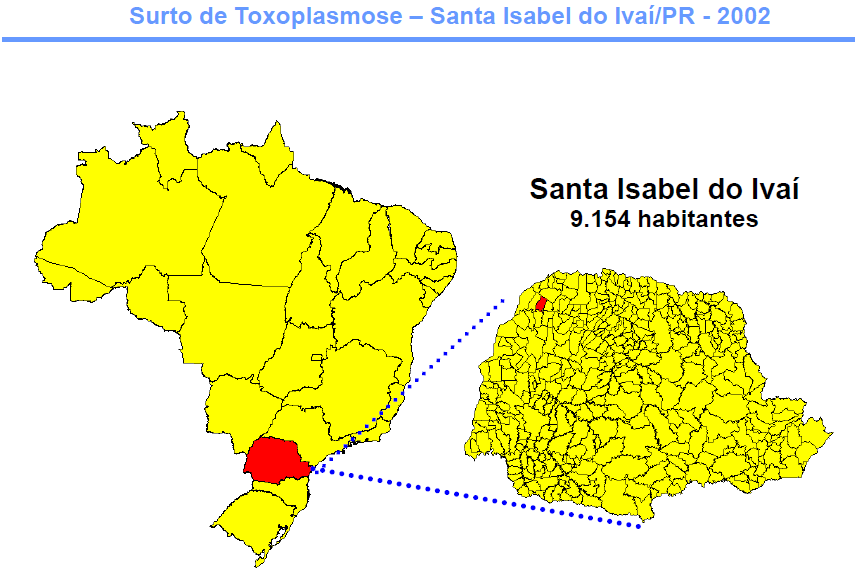 Surto de Toxoplasmose – Santa Isabel do Ivaí/PR - 2002
Santa Isabel do Ivaí
9.154 habitantes